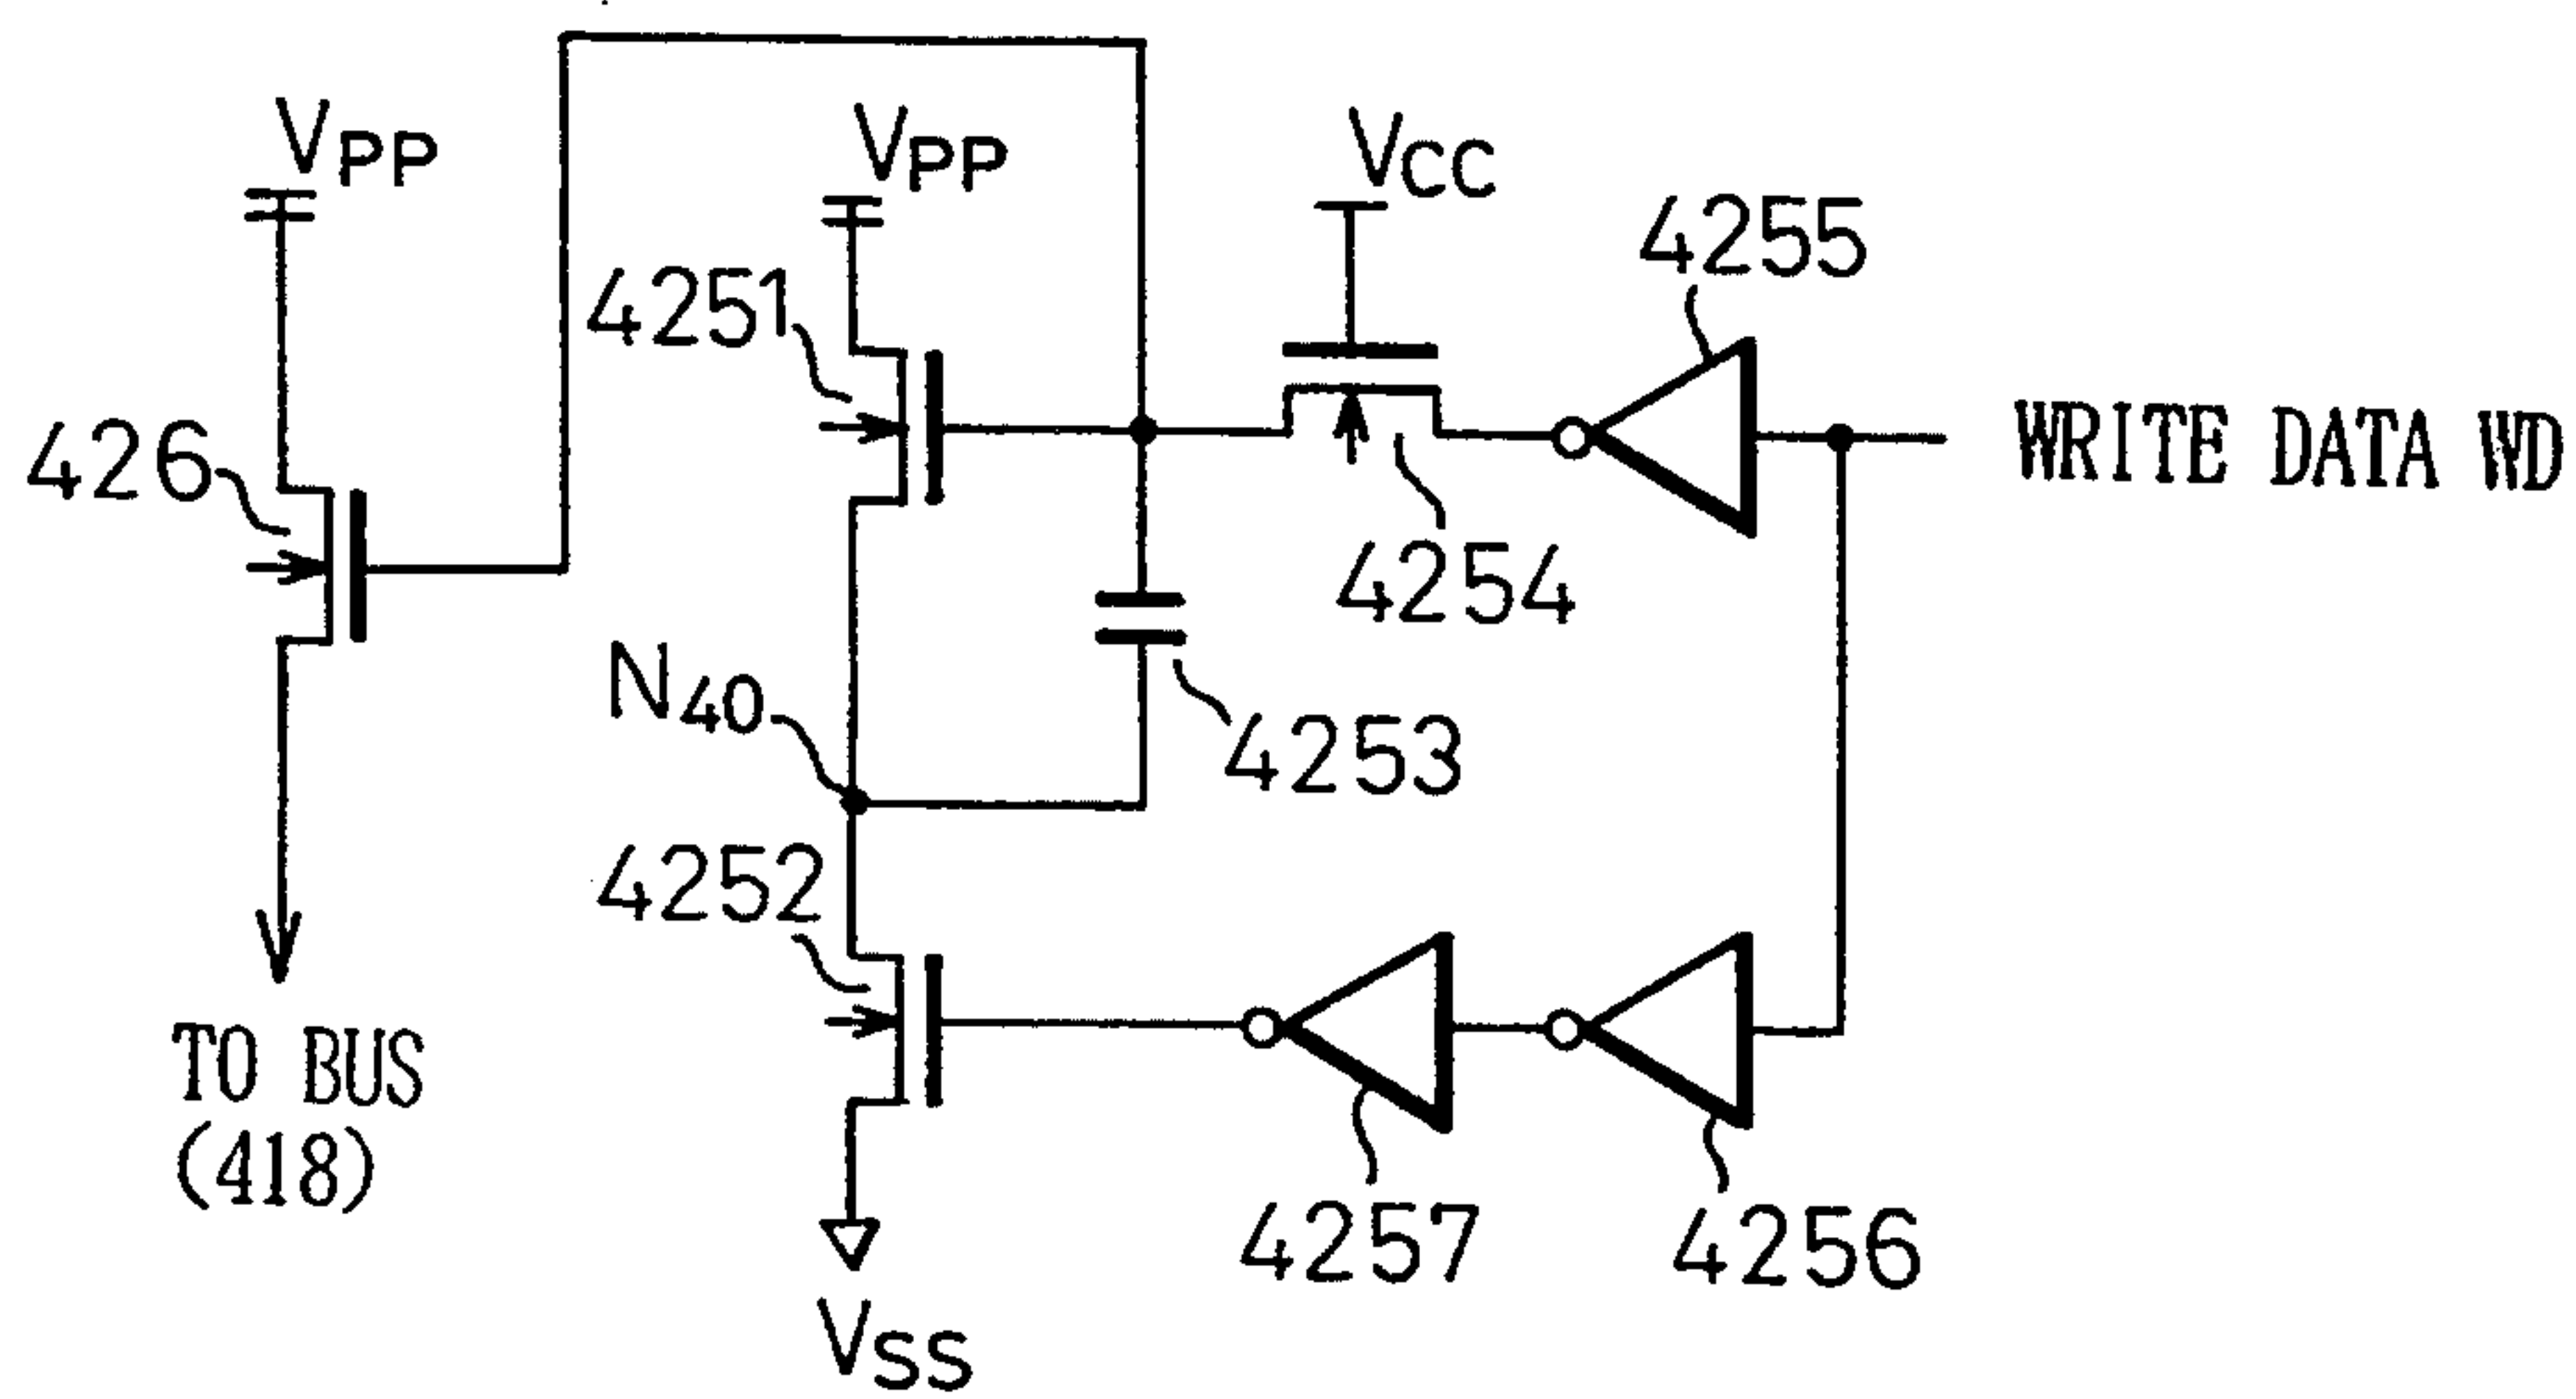 VPP
VPP
VCC
4255
4251
426
WRITE DATA WD
4254
N40
4253
4252
TO BUS
(418)
4257
4256
VSS